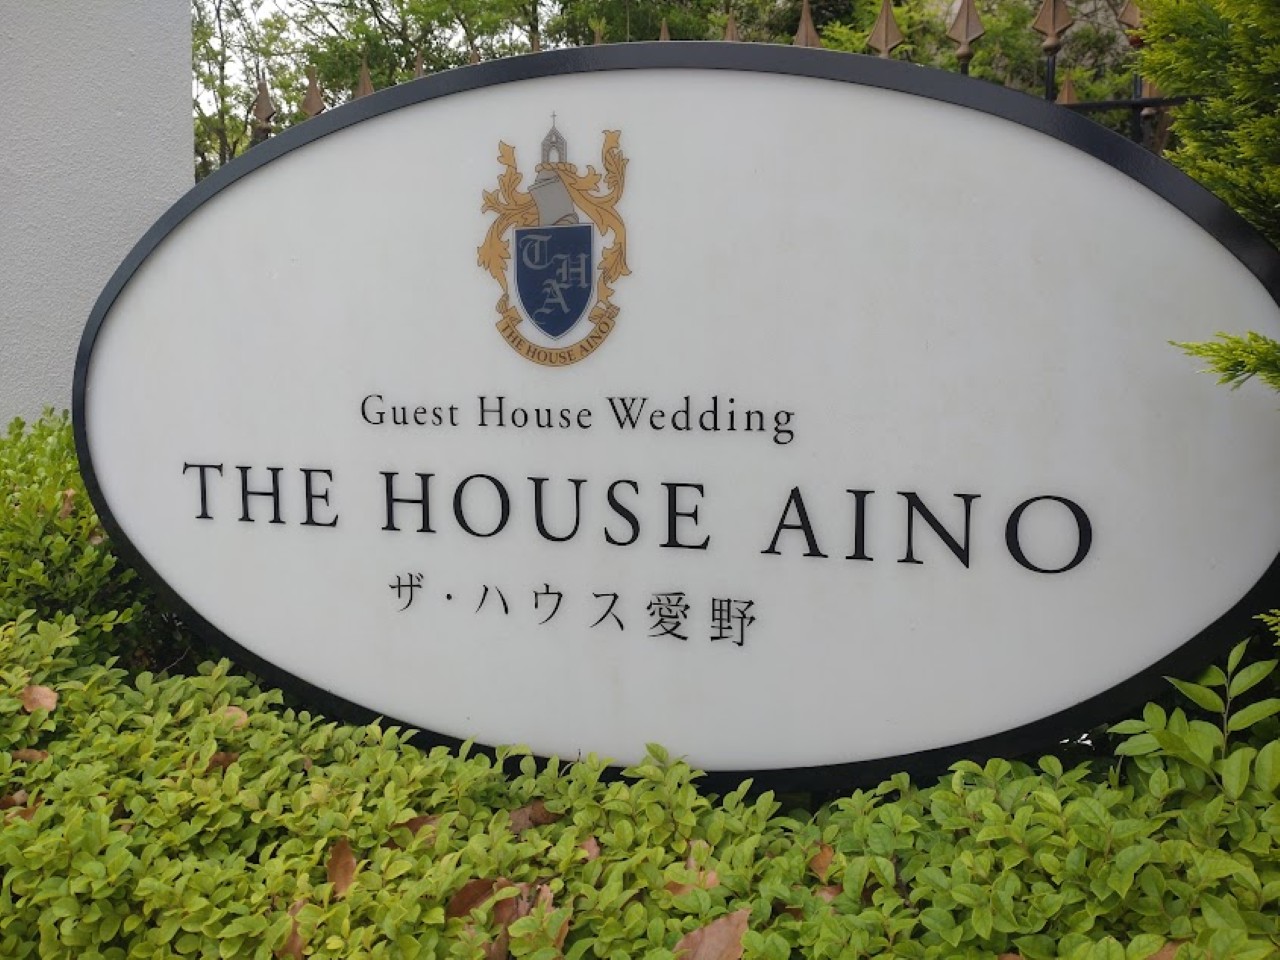 T H A
THE HOUSE AINO
Guest House Wedding
THE HOUSE AINO
ザ・ハウス愛野